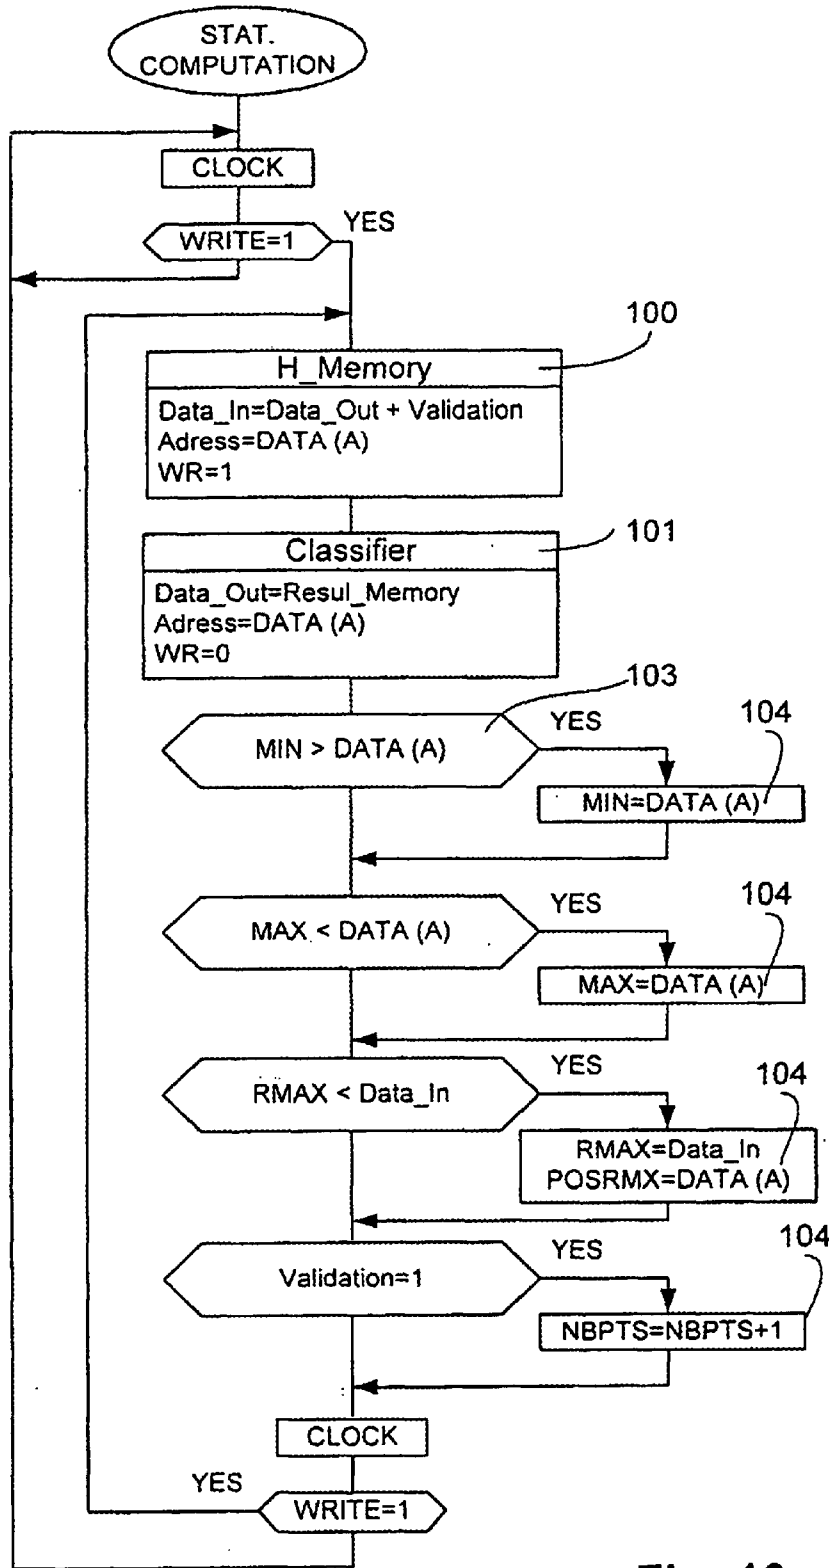 STAT.
COMPUTATION
CLOCK
WRITE=1
YES
100
H_Memory
Data_In=Data_Out + Validation
Adress=DATA (A)
WR=1
101
Classifier
Data_Out=Resul_Memory
Adress=DATA (A)
WR=0
103
MIN > DATA (A)
YES
104
MIN=DATA (A)
MAX < DATA (A)
YES
104
MAX=DATA (A)
RMAX < Data_In
YES
104
RMAX=Data_In
POSRMX=DATA (A)
Validation=1
YES
104
NBPTS=NBPTS+1
CLOCK
YES
WRITE=1